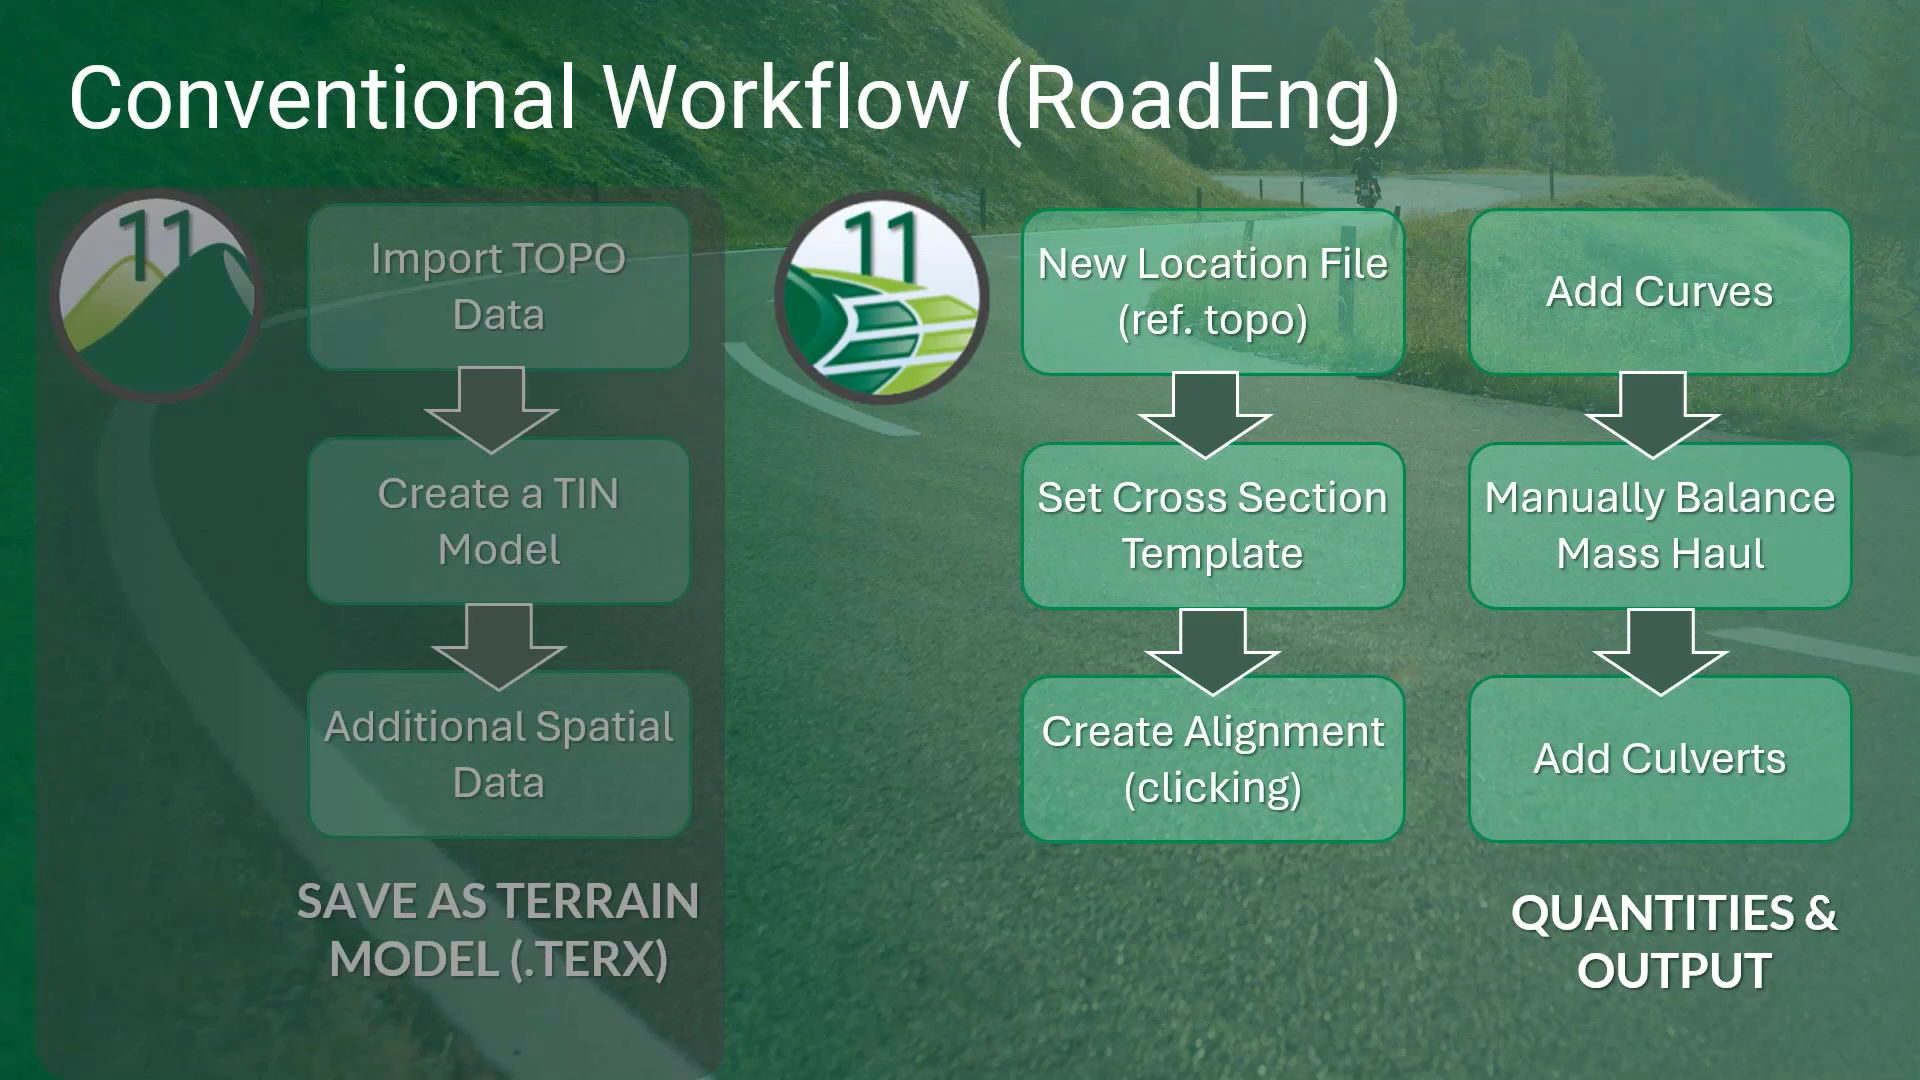 Conventional Workflow (RoadEng)
11
Import TOPO
Data
Create a TIN
Model
Additional Spatial
Data
SAVE AS TERRAIN
MODEL (.TERX)
11
New Location File
(ref. topo)
Set Cross Section
Template
Create Alignment
(clicking)
Add Curves
Manually Balance
Mass Haul
Add Culverts
QUANTITIES &
OUTPUT